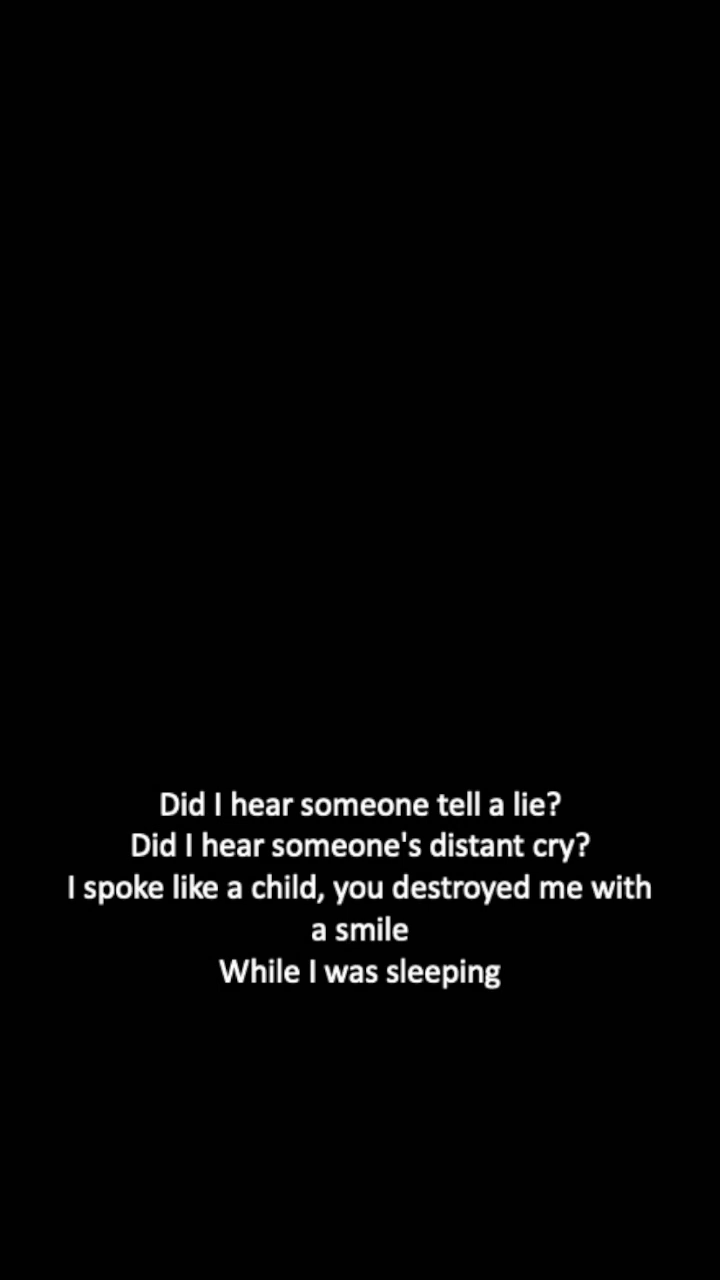 Did I hear someone tell a lie?
Did I hear someone's distant cry?
I spoke like a child, you destroyed me with
a smile
While I was sleeping